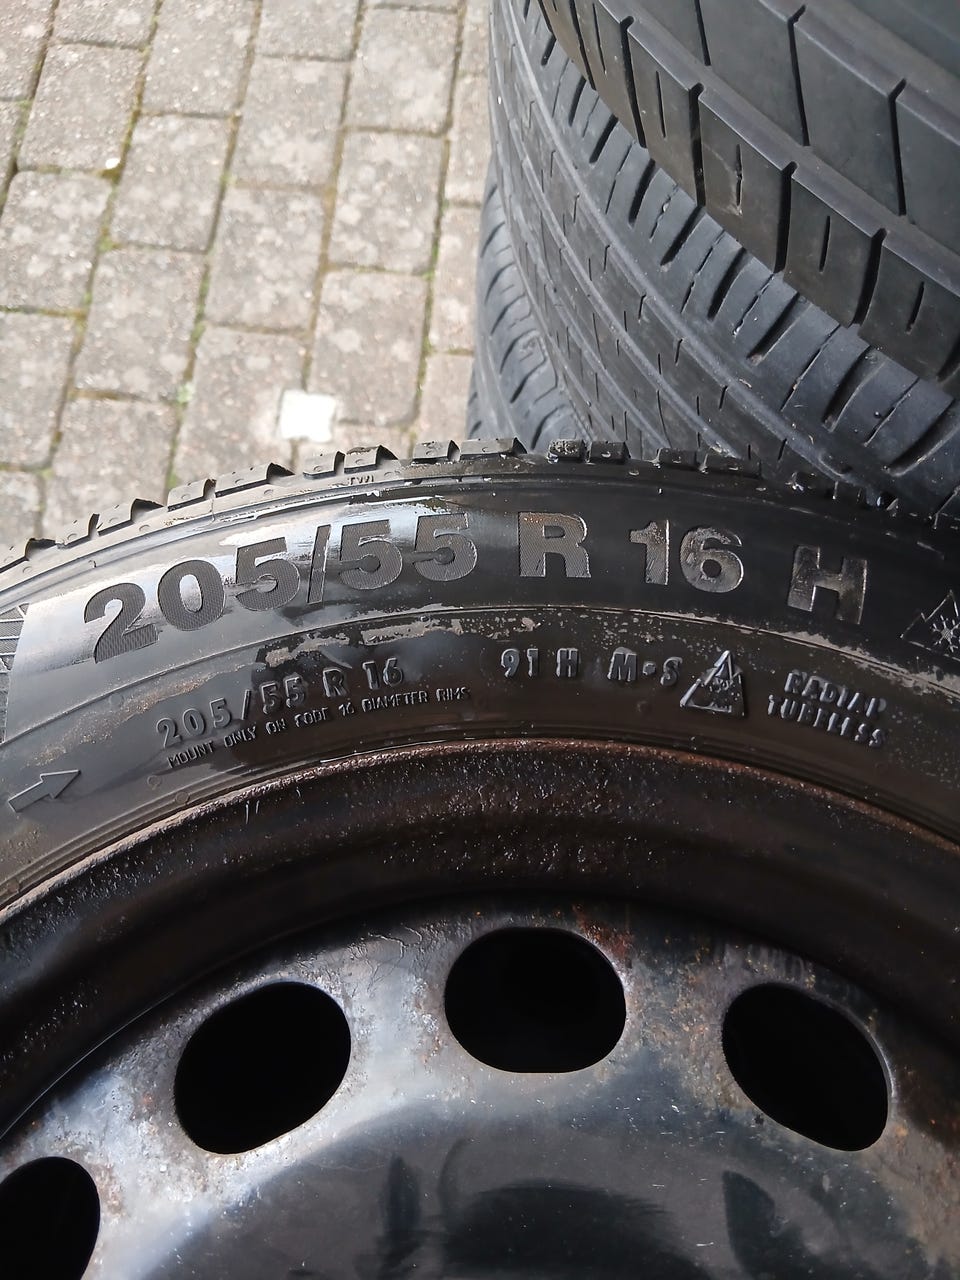 TWI
205/55 R 16 H
205/55 R 16 91 H M•S RADIAL
MOUNT ONLY ON CODE 16 DIAMETER RIMS TUBELESS